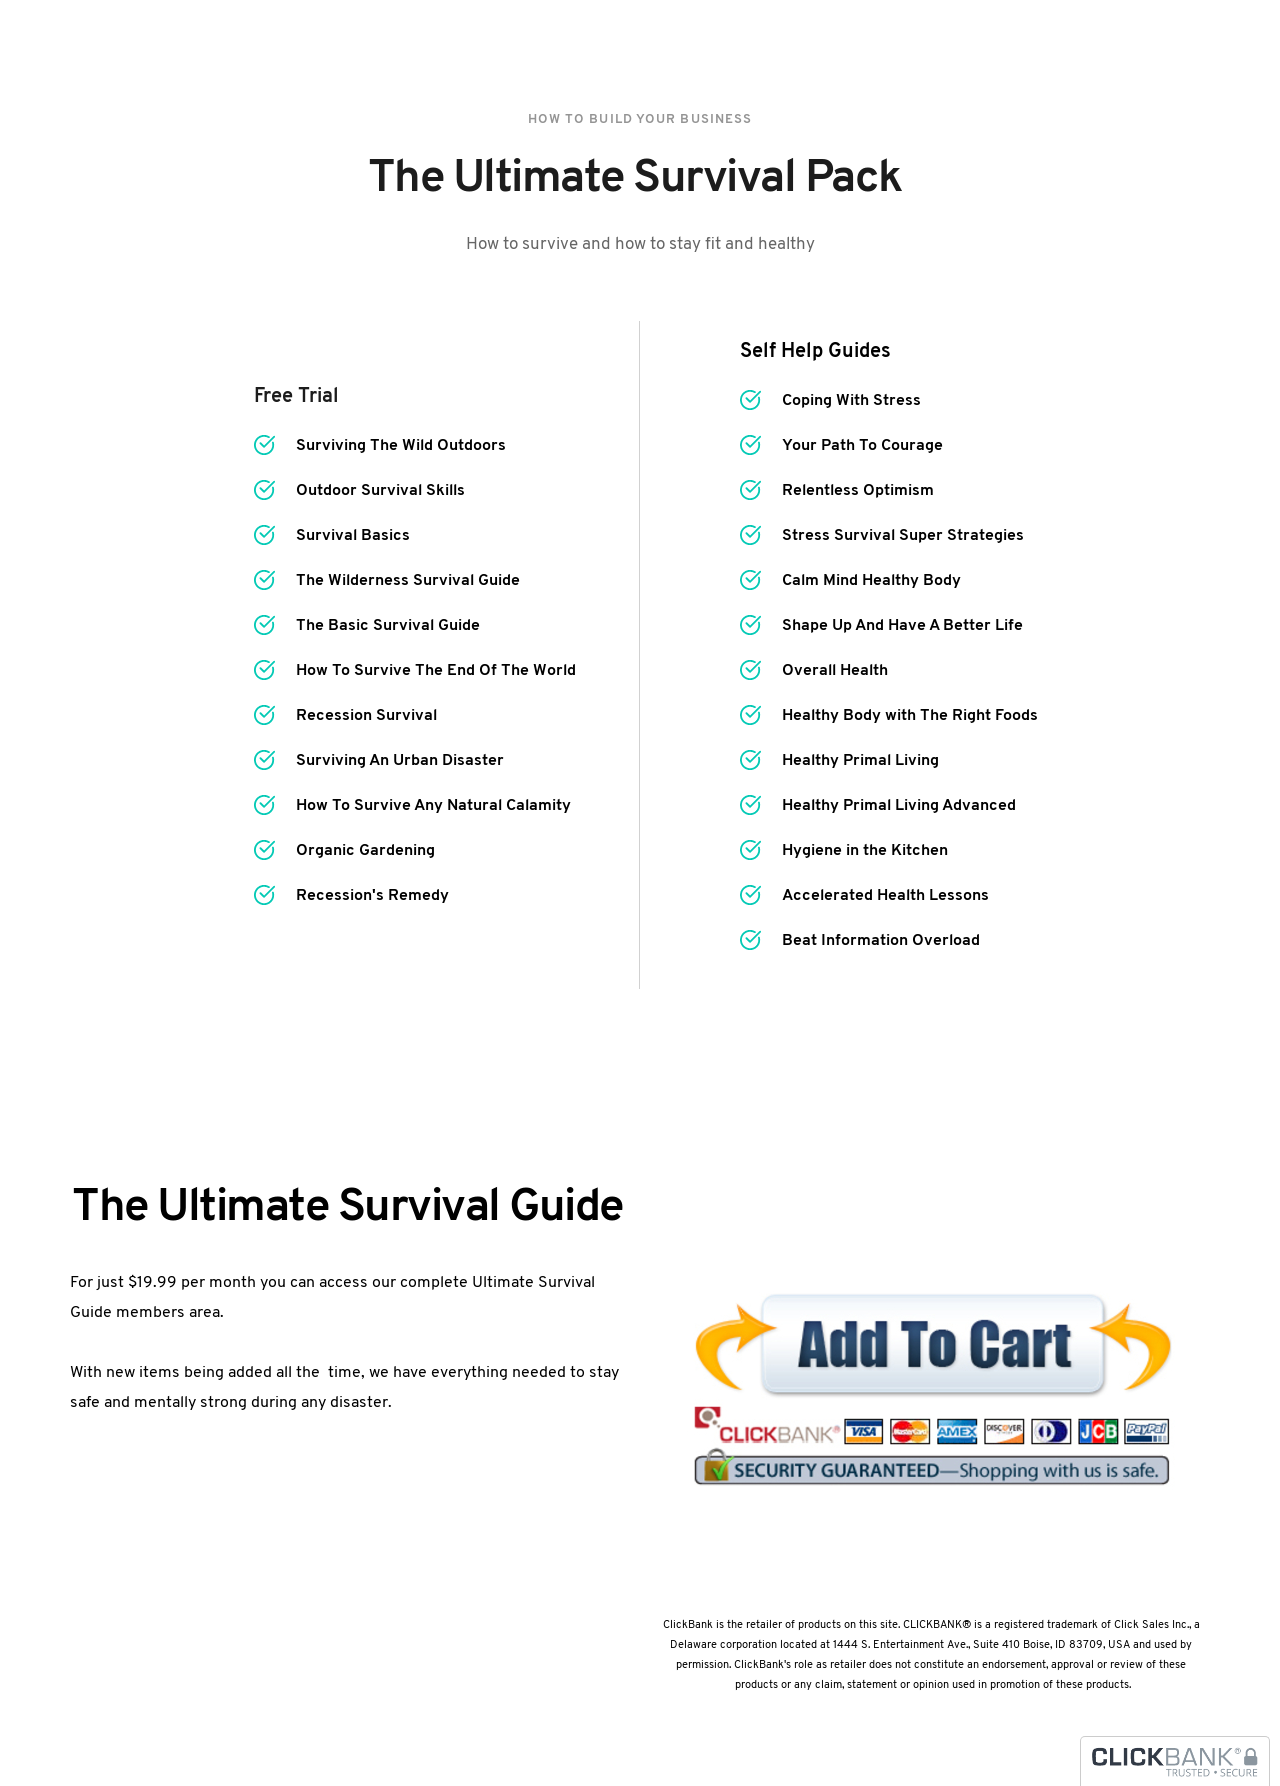 HOW TO BUILD YOUR BUSINESS
The Ultimate Survival Pack
How to survive and how to stay fit and healthy
Free Trial
Surviving The Wild Outdoors
Outdoor Survival Skills
Survival Basics
The Wilderness Survival Guide
The Basic Survival Guide
How To Survive The End Of The World
Recession Survival
Surviving An Urban Disaster
How To Survive Any Natural Calamity
Organic Gardening
Recession's Remedy
Self Help Guides
Coping With Stress
Your Path To Courage
Relentless Optimism
Stress Survival Super Strategies
Calm Mind Healthy Body
Shape Up And Have A Better Life
Overall Health
Healthy Body with The Right Foods
Healthy Primal Living
Healthy Primal Living Advanced
Hygiene in the Kitchen
Accelerated Health Lessons
Beat Information Overload
The Ultimate Survival Guide
For just $19.99 per month you can access our complete Ultimate Survival
Guide members area.
With new items being added all the  time, we have everything needed to stay
safe and mentally strong during any disaster.
Add To Cart
CLICKBANK® VISA MasterCard AMEX DISCOVER JCB PayPal
SECURITY GUARANTEED—Shopping with us is safe.
ClickBank is the retailer of products on this site. CLICKBANK® is a registered trademark of Click Sales Inc., a
Delaware corporation located at 1444 S. Entertainment Ave., Suite 410 Boise, ID 83709, USA and used by
permission. ClickBank's role as retailer does not constitute an endorsement, approval or review of these
products or any claim, statement or opinion used in promotion of these products.
CLICKBANK®
TRUSTED • SECURE